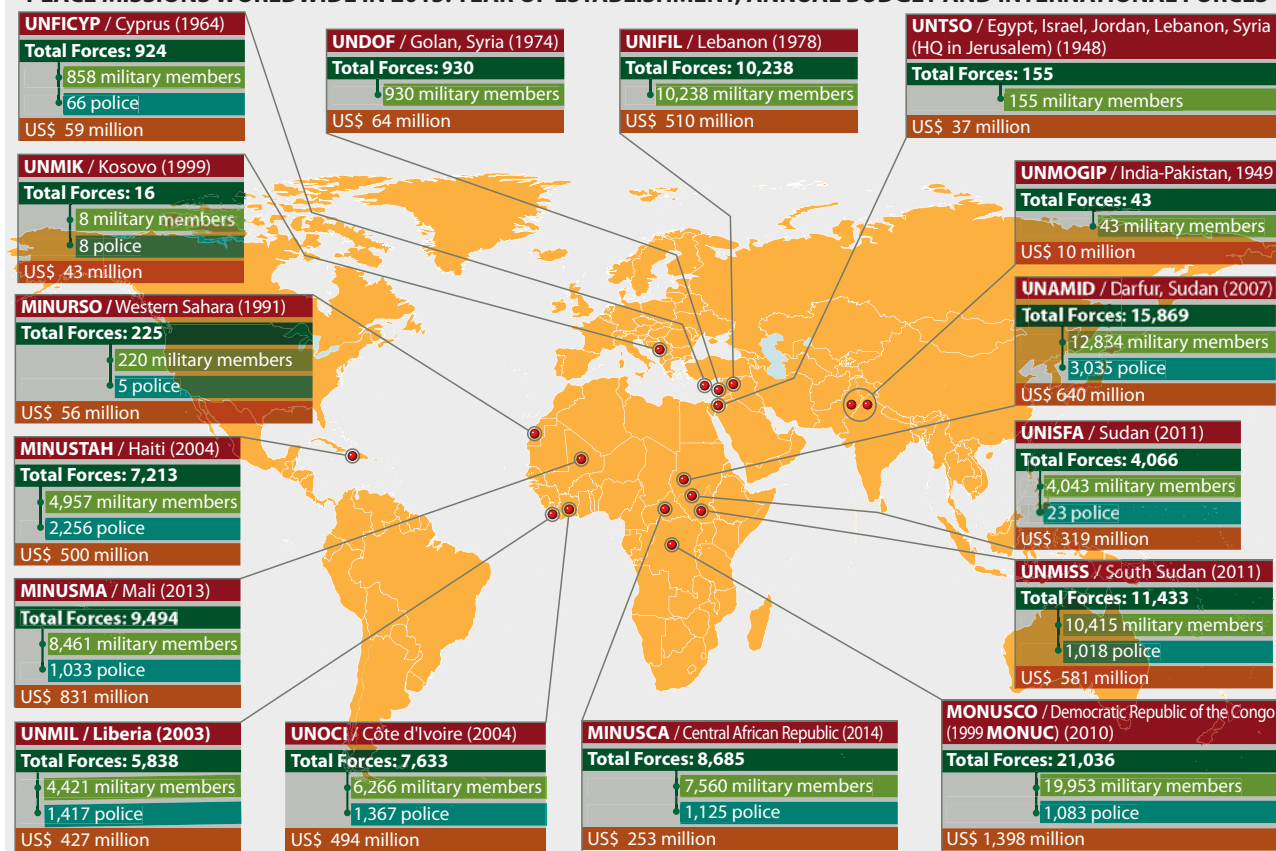 PEACE MISSIONS WORLDWIDE IN 2015: YEAR OF ESTABLISHMENT, ANNUAL BUDGET AND INTERNATIONAL FORCES
UNFICYP / Cyprus (1964)
Total Forces: 924
858 military members
66 police
US$ 59 million
UNDOF / Golan, Syria (1974)
Total Forces: 930
930 military members
US$ 64 million
UNIFIL / Lebanon (1978)
Total Forces: 10,238
10,238 military members
US$ 510 million
UNTSO / Egypt, Israel, Jordan, Lebanon, Syria
(HQ in Jerusalem) (1948)
Total Forces: 155
155 military members
US$ 37 million
UNMIK / Kosovo (1999)
Total Forces: 16
8 military members
8 police
US$ 43 million
UNMOGIP / India-Pakistan, 1949
Total Forces: 43
43 military members
US$ 10 million
MINURSO / Western Sahara (1991)
Total Forces: 225
220 military members
5 police
US$ 56 million
UNAMID / Darfur, Sudan (2007)
Total Forces: 15,869
12,834 military members
3,035 police
US$ 640 million
MINUSTAH / Haiti (2004)
Total Forces: 7,213
4,957 military members
2,256 police
US$ 500 million
UNISFA / Sudan (2011)
Total Forces: 4,066
4,043 military members
23 police
US$ 319 million
MINUSMA / Mali (2013)
Total Forces: 9,494
8,461 military members
1,033 police
US$ 831 million
UNMISS / South Sudan (2011)
Total Forces: 11,433
10,415 military members
1,018 police
US$ 581 million
UNMIL / Liberia (2003)
Total Forces: 5,838
4,421 military members
1,417 police
US$ 427 million
UNOCI / Côte d'Ivoire (2004)
Total Forces: 7,633
6,266 military members
1,367 police
US$ 494 million
MINUSCA / Central African Republic (2014)
Total Forces: 8,685
7,560 military members
1,125 police
US$ 253 million
MONUSCO / Democratic Republic of the Congo
(1999 MONUC) (2010)
Total Forces: 21,036
19,953 military members
1,083 police
US$ 1,398 million